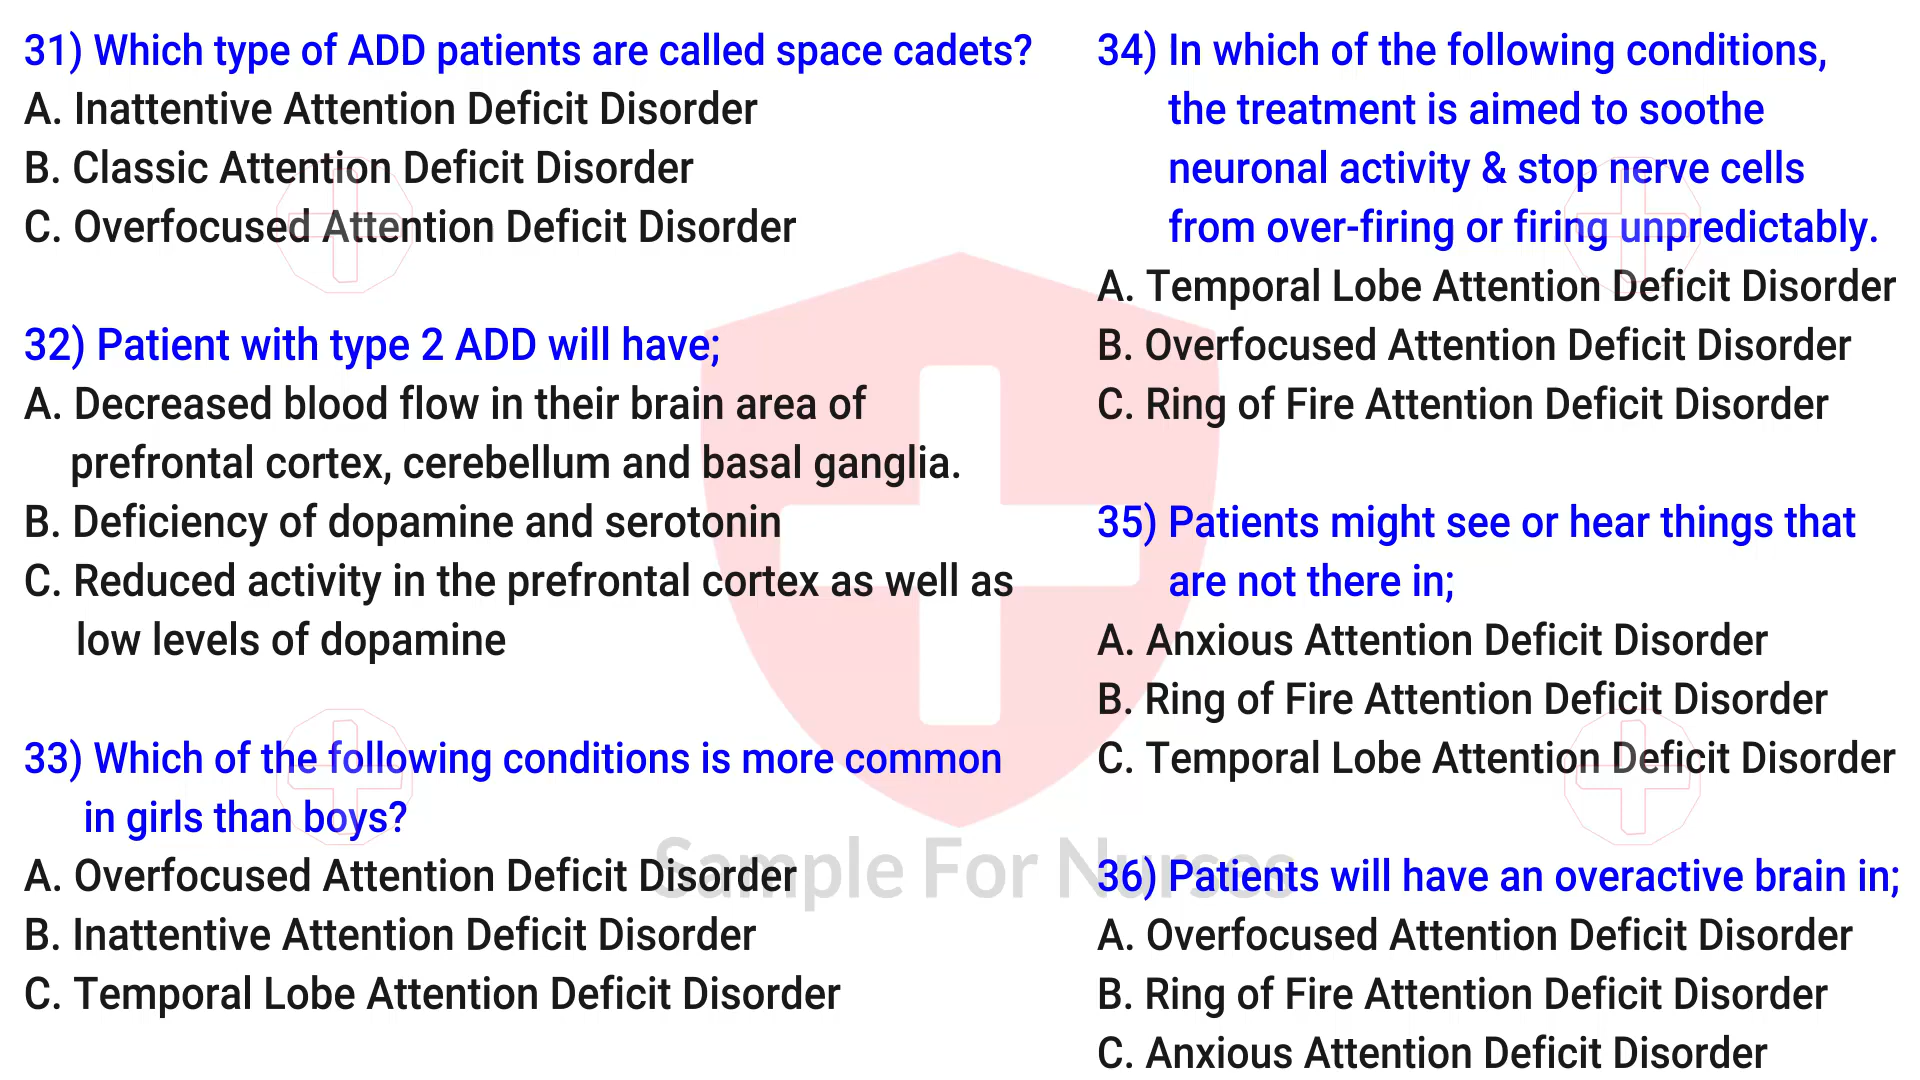 31) Which type of ADD patients are called space cadets?
A. Inattentive Attention Deficit Disorder
B. Classic Attention Deficit Disorder
C. Overfocused Attention Deficit Disorder
32) Patient with type 2 ADD will have;
A. Decreased blood flow in their brain area of
prefrontal cortex, cerebellum and basal ganglia.
B. Deficiency of dopamine and serotonin
C. Reduced activity in the prefrontal cortex as well as
low levels of dopamine
33) Which of the following conditions is more common
in girls than boys?
A. Overfocused Attention Deficit Disorder
B. Inattentive Attention Deficit Disorder
C. Temporal Lobe Attention Deficit Disorder
34) In which of the following conditions,
the treatment is aimed to soothe
neuronal activity & stop nerve cells
from over-firing or firing unpredictably.
A. Temporal Lobe Attention Deficit Disorder
B. Overfocused Attention Deficit Disorder
C. Ring of Fire Attention Deficit Disorder
35) Patients might see or hear things that
are not there in;
A. Anxious Attention Deficit Disorder
B. Ring of Fire Attention Deficit Disorder
C. Temporal Lobe Attention Deficit Disorder
36) Patients will have an overactive brain in;
A. Overfocused Attention Deficit Disorder
B. Ring of Fire Attention Deficit Disorder
C. Anxious Attention Deficit Disorder
Sample For Nurses